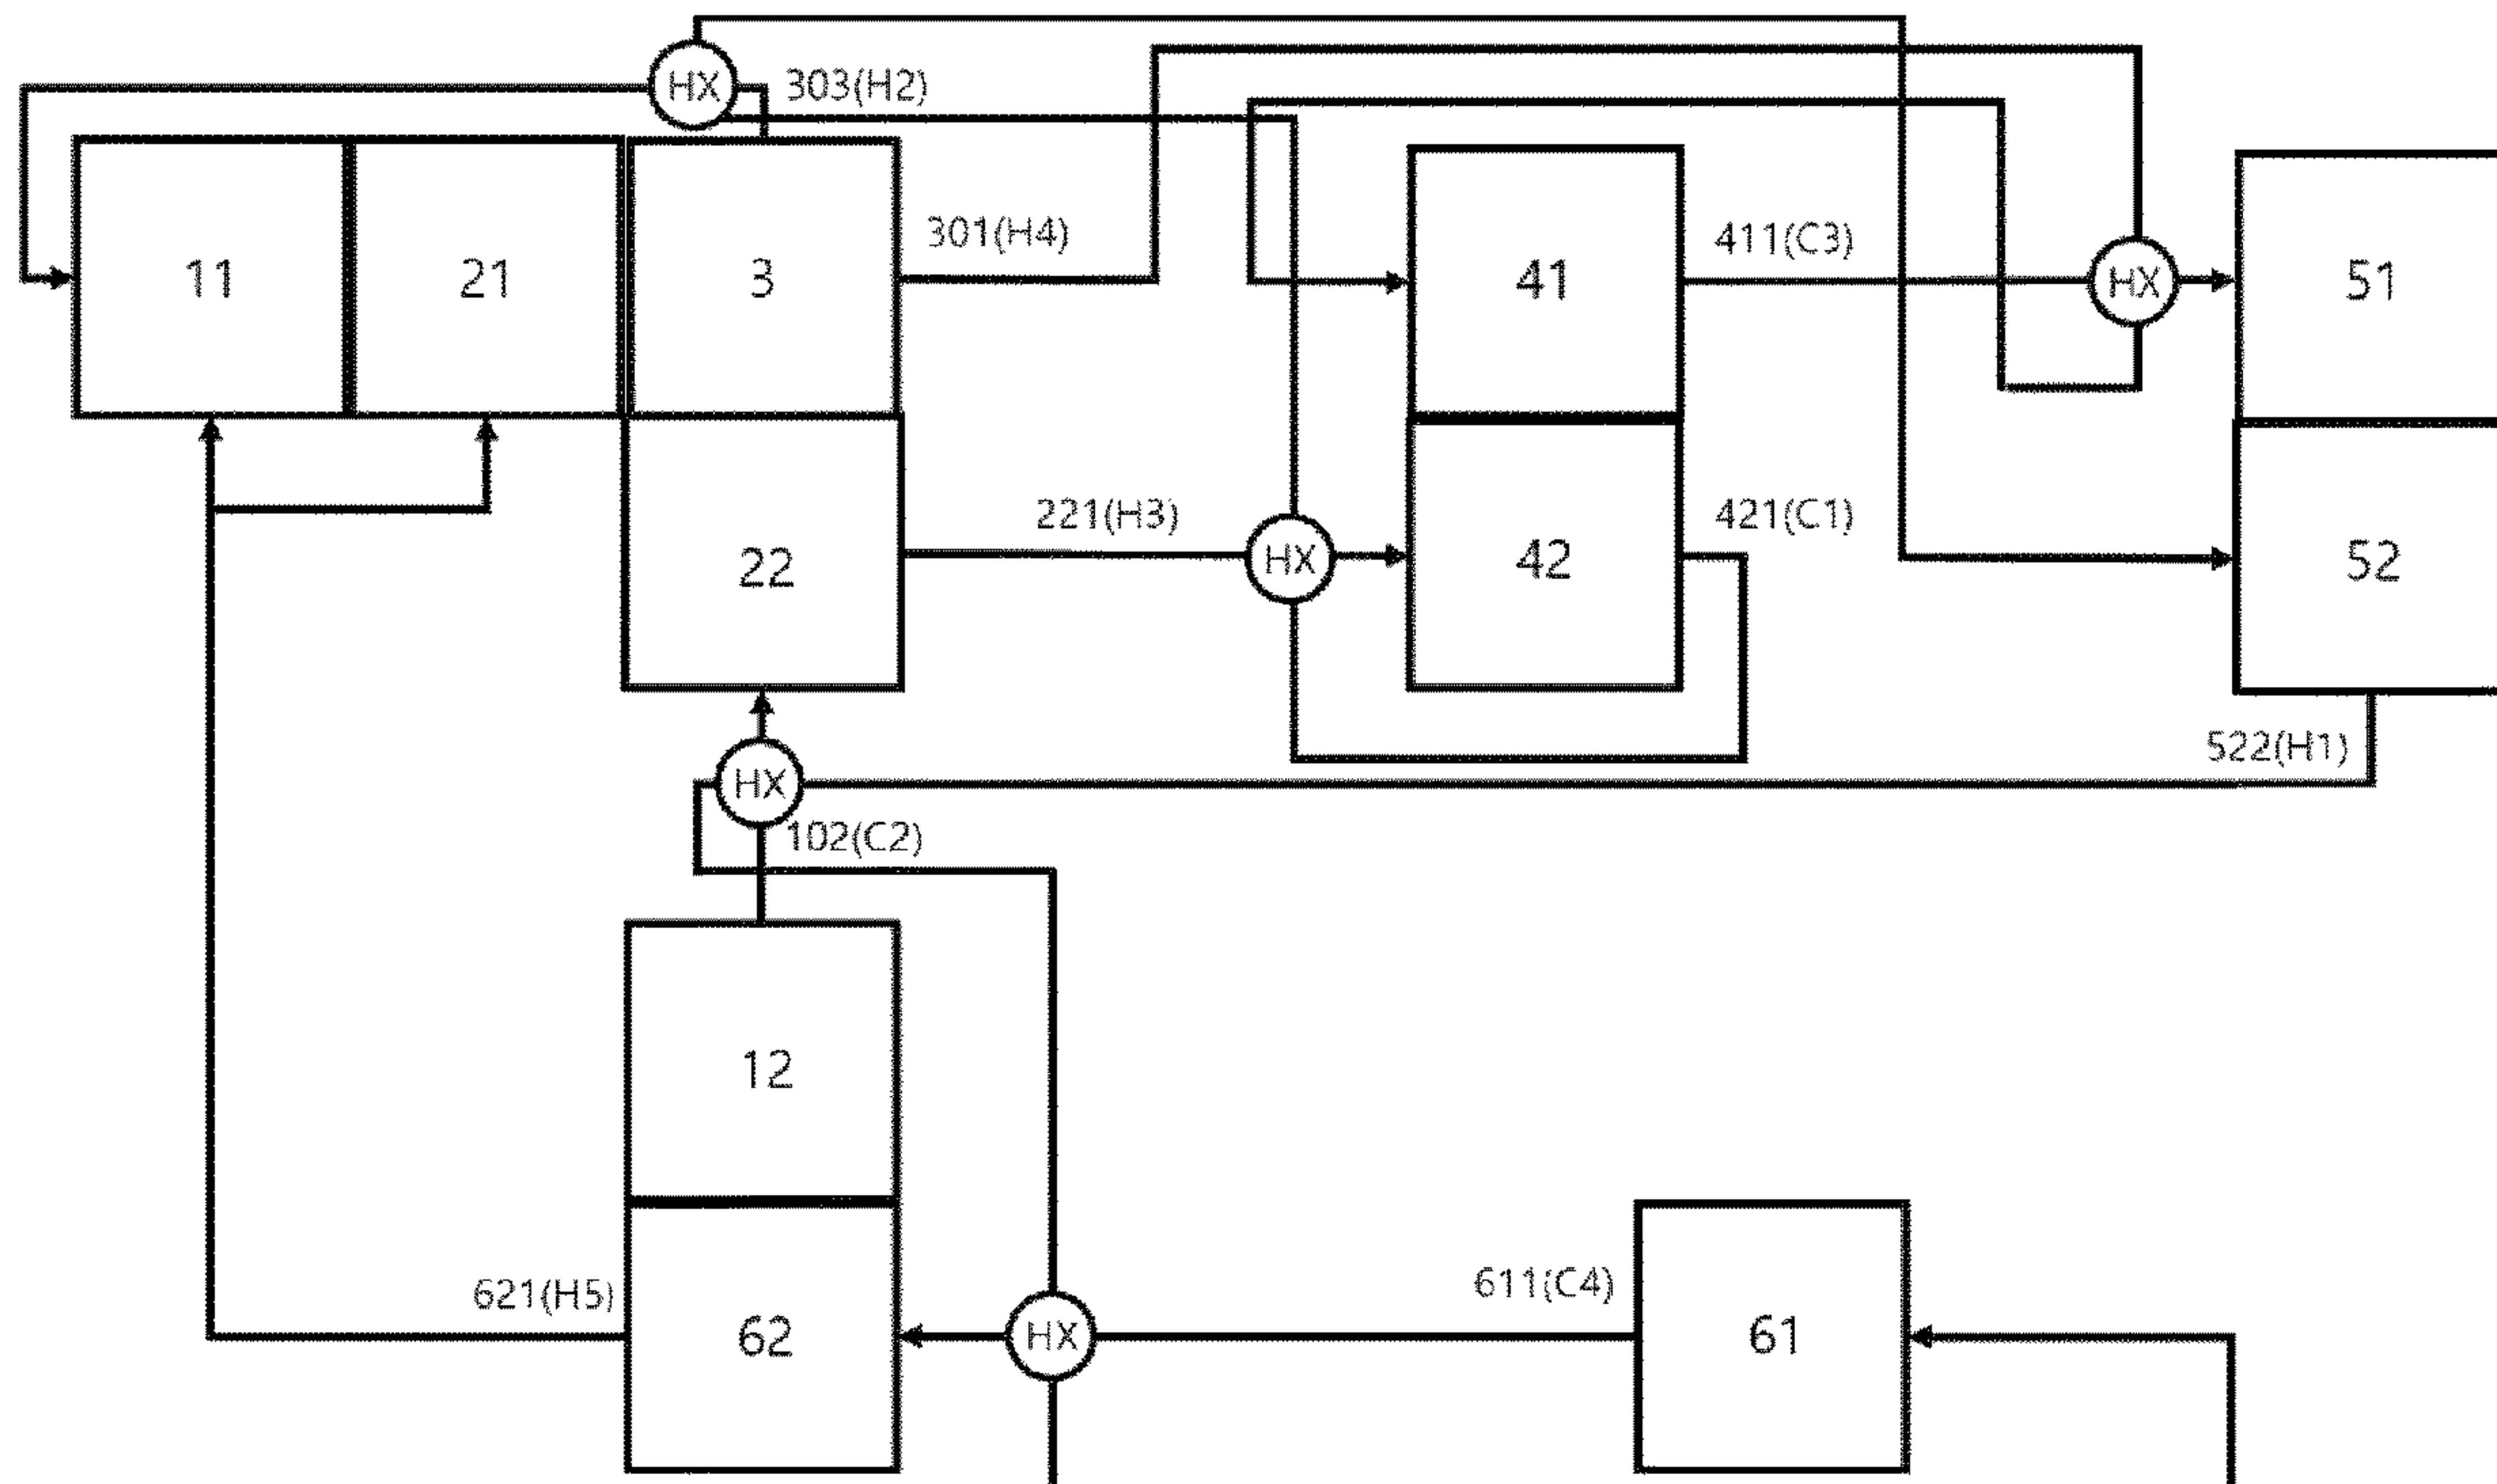 HX
303(H2)
301(H4)
411(C3)
11
21
3
41
HX
51
221(H3)
421(C1)
22
HX
42
52
522(H1)
HX
102(C2)
12
621(H5)
611(C4)
62
HX
61